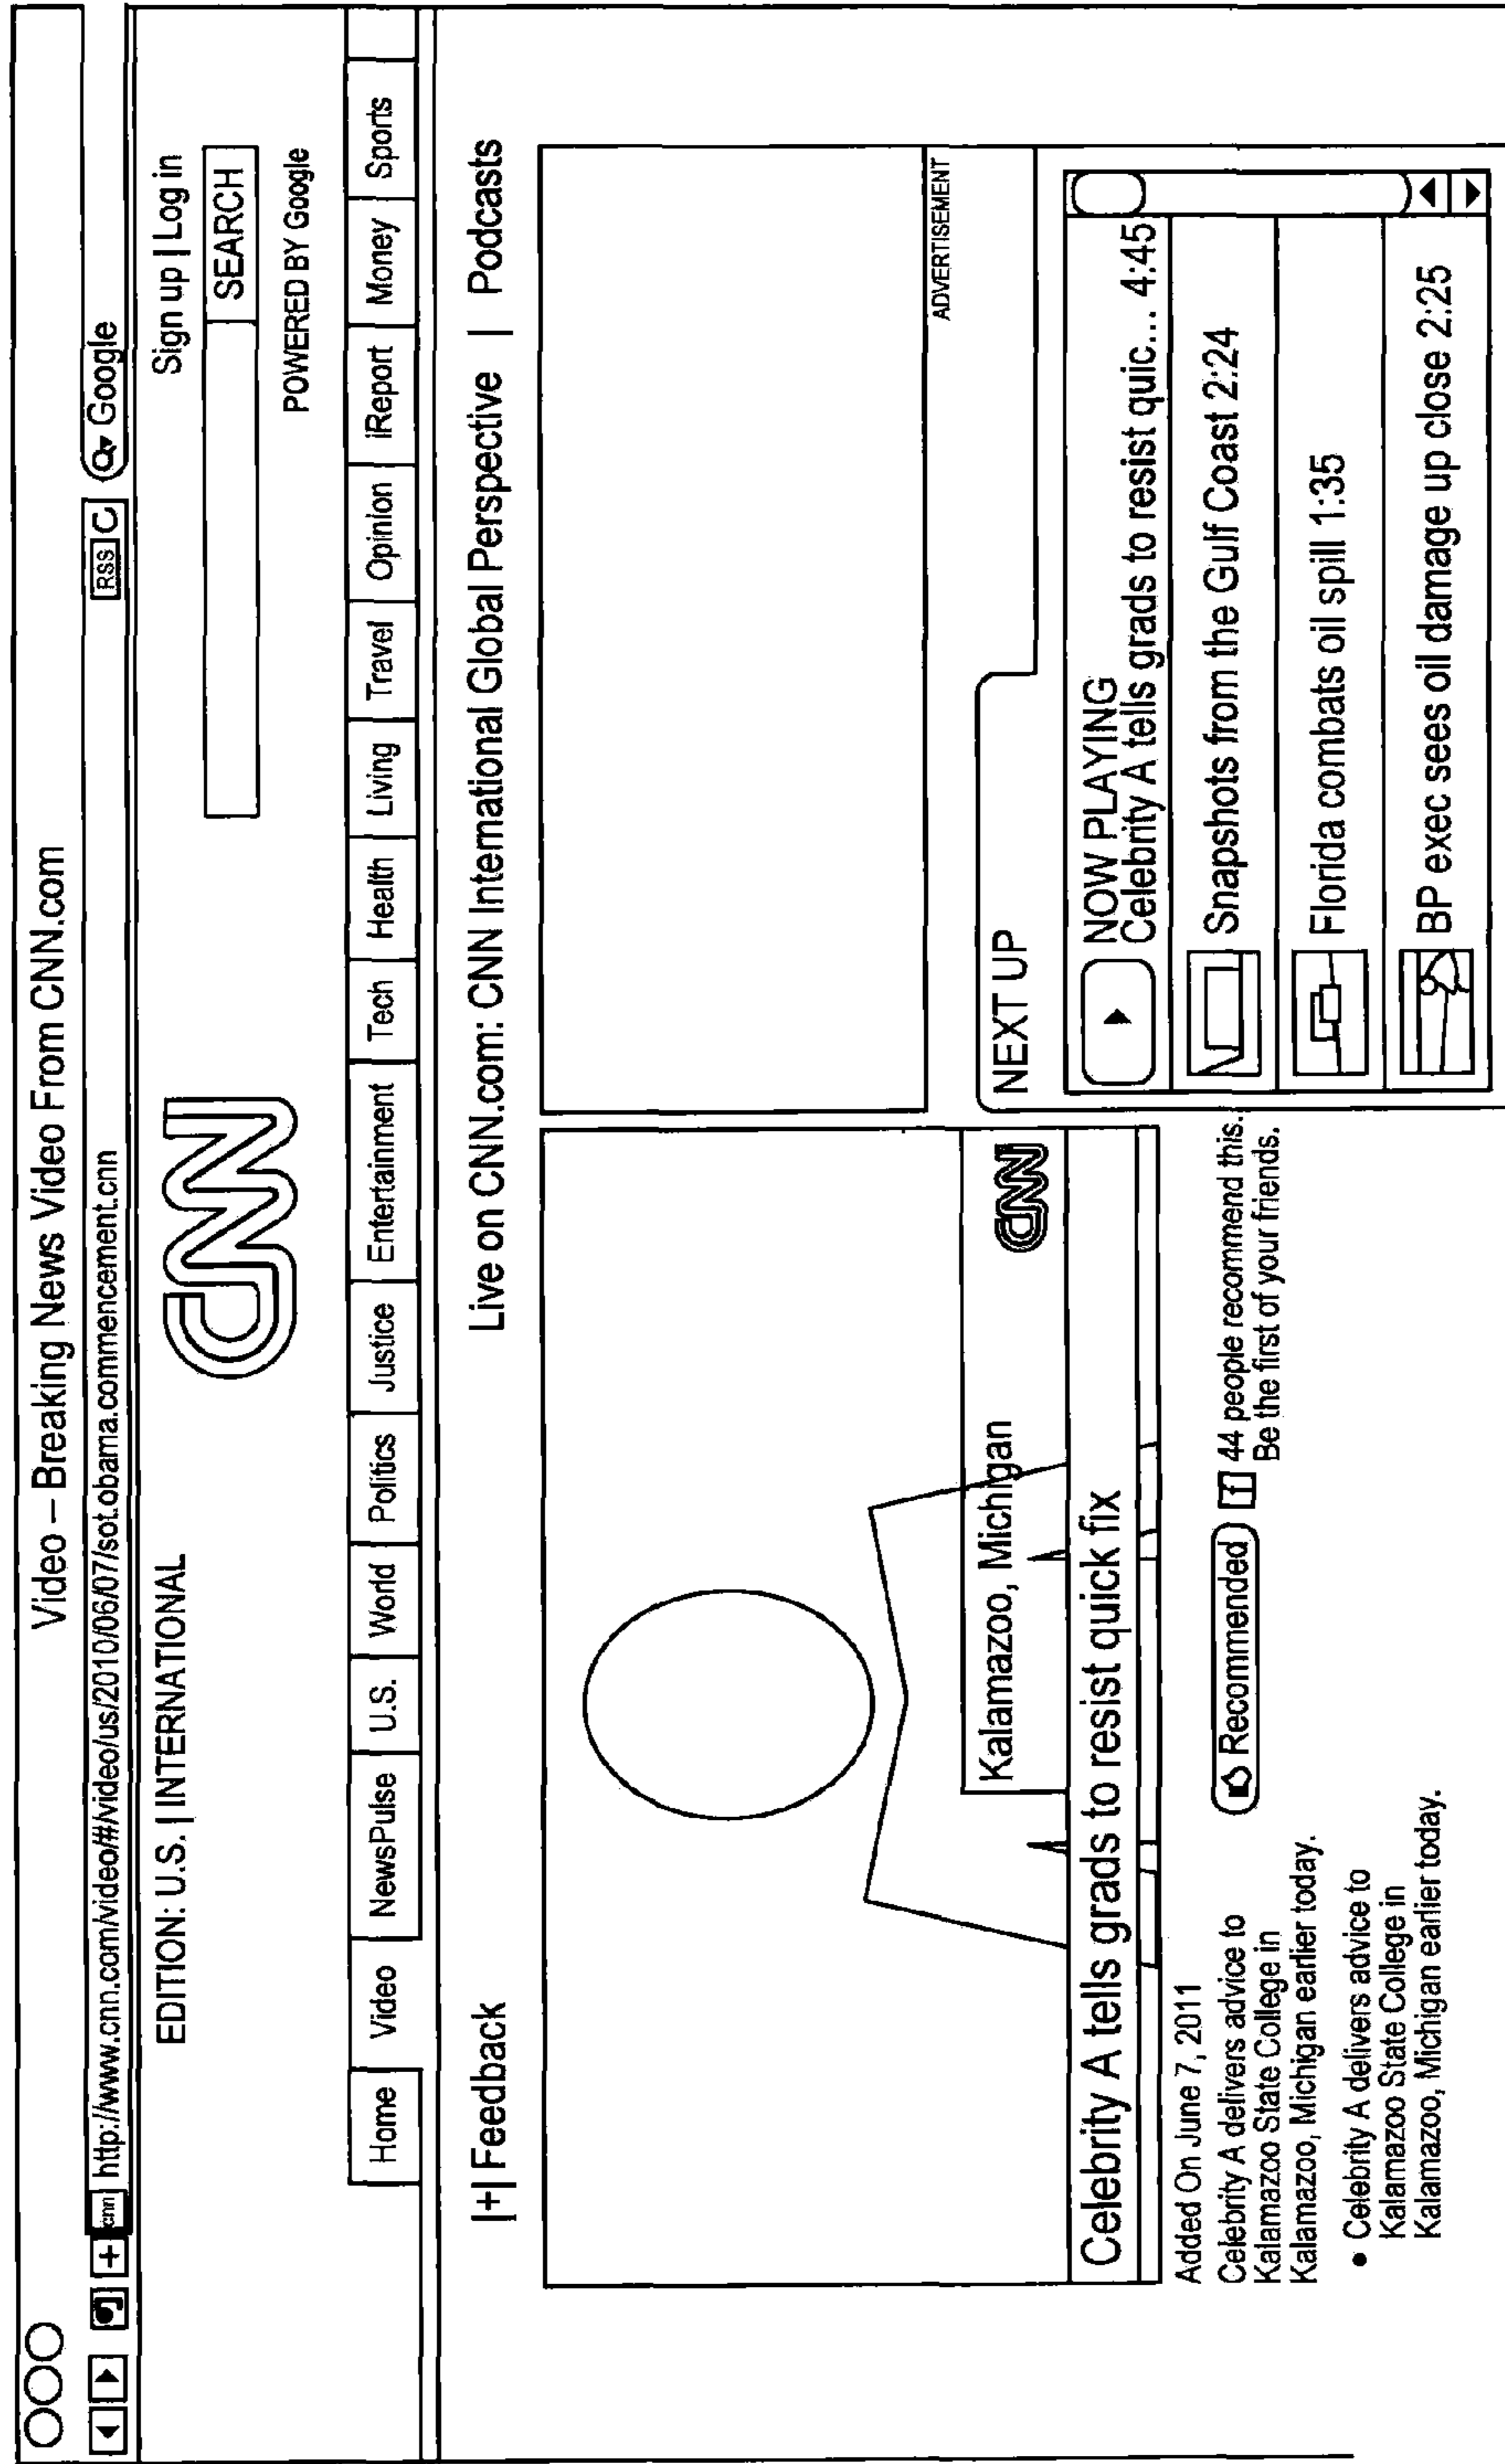 Video – Breaking News Video From CNN.com
cnn http://www.cnn.com/video/#/video/us/2010/06/07/sot.obama.commencement.cnn RSS C Google
EDITION: U.S. | INTERNATIONAL
CNN
Sign up | Log in
SEARCH
POWERED BY Google
Home Video NewsPulse U.S. World Politics Justice Entertainment Tech Health Living Travel Opinion iReport Money Sports
|+| Feedback
Live on CNN.com: CNN International Global Perspective | Podcasts
Kalamazoo, Michigan
CNN
Celebrity A tells grads to resist quick fix
Added On June 7, 2011
Celebrity A delivers advice to
Kalamazoo State College in
Kalamazoo, Michigan earlier today.
• Celebrity A delivers advice to
Kalamazoo State College in
Kalamazoo, Michigan earlier today.
Recommended
f 44 people recommend this.
Be the first of your friends.
ADVERTISEMENT
NEXT UP
NOW PLAYING
Celebrity A tells grads to resist quic... 4:45
Snapshots from the Gulf Coast 2:24
Florida combats oil spill 1:35
BP exec sees oil damage up close 2:25